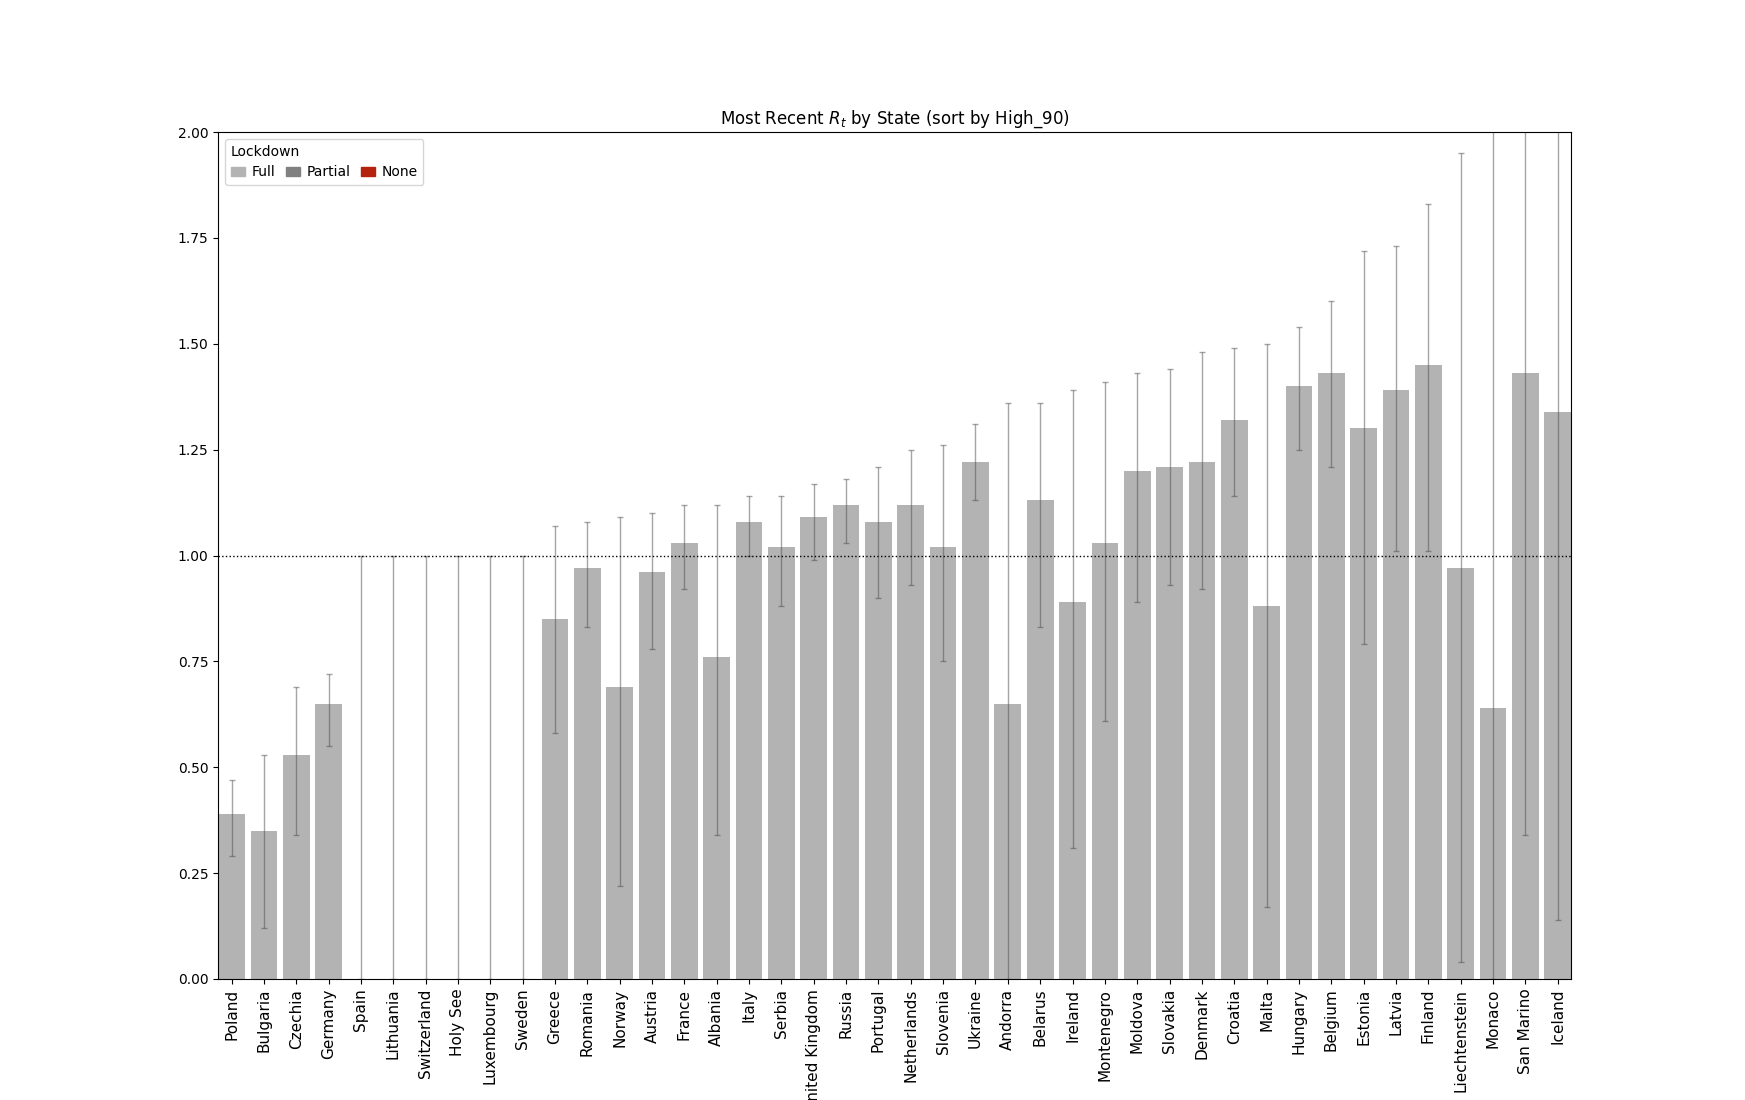 Most Recent R_t by State (sort by High_90)
Lockdown
Full Partial None
2.00
1.75
1.50
1.25
1.00
0.75
0.50
0.25
0.00
Poland
Bulgaria
Czechia
Germany
Spain
Lithuania
Switzerland
Holy See
Luxembourg
Sweden
Greece
Romania
Norway
Austria
France
Albania
Italy
Serbia
nited Kingdom
Russia
Portugal
Netherlands
Slovenia
Ukraine
Andorra
Belarus
Ireland
Montenegro
Moldova
Slovakia
Denmark
Croatia
Malta
Hungary
Belgium
Estonia
Latvia
Finland
Liechtenstein
Monaco
San Marino
Iceland